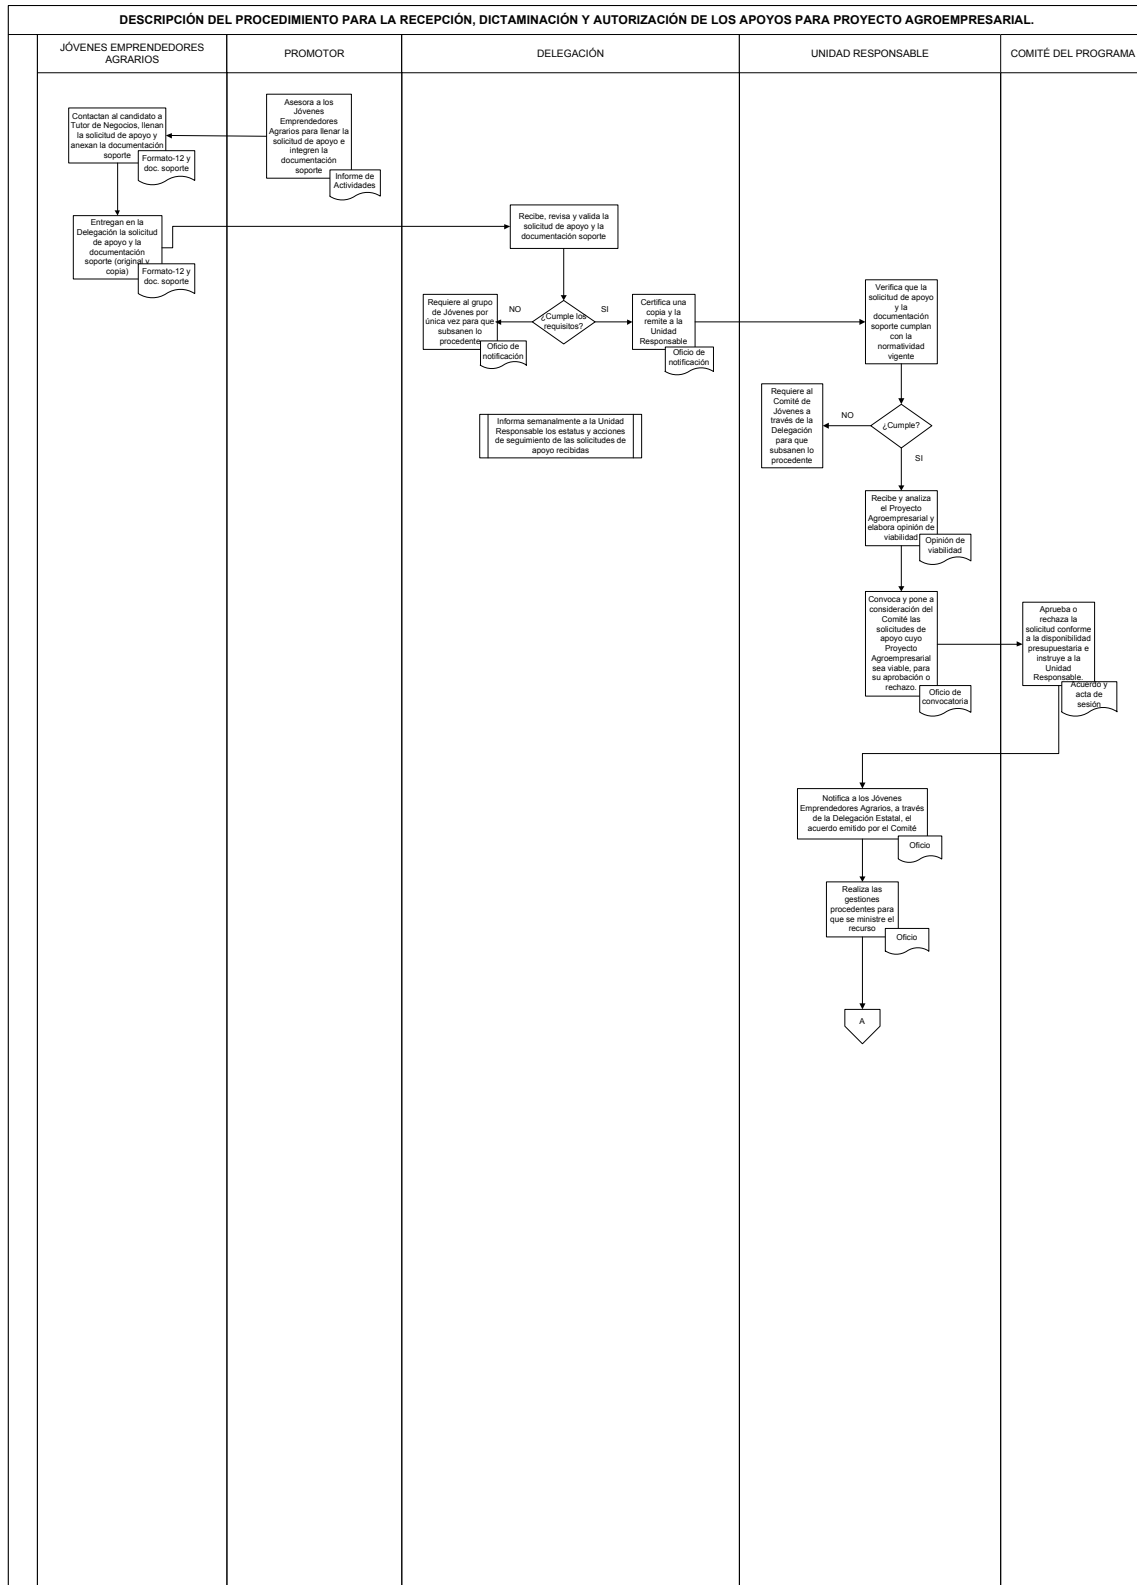 DESCRIPCIÓN DEL PROCEDIMIENTO PARA LA RECEPCIÓN, DICTAMINACIÓN Y AUTORIZACIÓN DE LOS APOYOS PARA PROYECTO AGROEMPRESARIAL.
JÓVENES EMPRENDEDORES
AGRARIOS
PROMOTOR
DELEGACIÓN
UNIDAD RESPONSABLE
COMITÉ DEL PROGRAMA
Contactan al candidato a
Tutor de Negocios, llenan
la solicitud de apoyo y
anexan la documentación
soporte
Formato-12 y
doc. soporte
Asesora a los
Jóvenes
Emprendedores
Agrarios para llenar la
solicitud de apoyo e
integren la
documentación
soporte
Informe de
Actividades
Entregan en la
Delegación la solicitud
de apoyo y la
documentación
soporte (original y
copia)
Formato-12 y
doc. soporte
Recibe, revisa y valida la
solicitud de apoyo y la
documentación soporte
¿Cumple los
requisitos?
NO
SI
Requiere al grupo
de Jóvenes por
única vez para que
subsanen lo
procedente
Oficio de
notificación
Certifica una
copia y la
remite a la
Unidad
Responsable
Oficio de
notificación
Informa semanalmente a la Unidad
Responsable los estatus y acciones
de seguimiento de las solicitudes de
apoyo recibidas
Verifica que la
solicitud de apoyo
y la
documentación
soporte cumplan
con la
normatividad
vigente
¿Cumple?
NO
SI
Requiere al
Comité de
Jóvenes a
través de la
Delegación
para que
subsanen lo
procedente
Recibe y analiza
el Proyecto
Agroempresarial y
elabora opinión de
viabilidad
Opinión de
viabilidad
Convoca y pone a
consideración del
Comité las
solicitudes de
apoyo cuyo
Proyecto
Agroempresarial
sea viable, para
su aprobación o
rechazo.
Oficio de
convocatoria
Aprueba o
rechaza la
solicitud conforme
a la disponibilidad
presupuestaria e
instruye a la
Unidad
Responsable.
Acuerdo y
acta de
sesión
Notifica a los Jóvenes
Emprendedores Agrarios, a través
de la Delegación Estatal, el
acuerdo emitido por el Comité
Oficio
Realiza las
gestiones
procedentes para
que se ministre el
recurso
Oficio
A